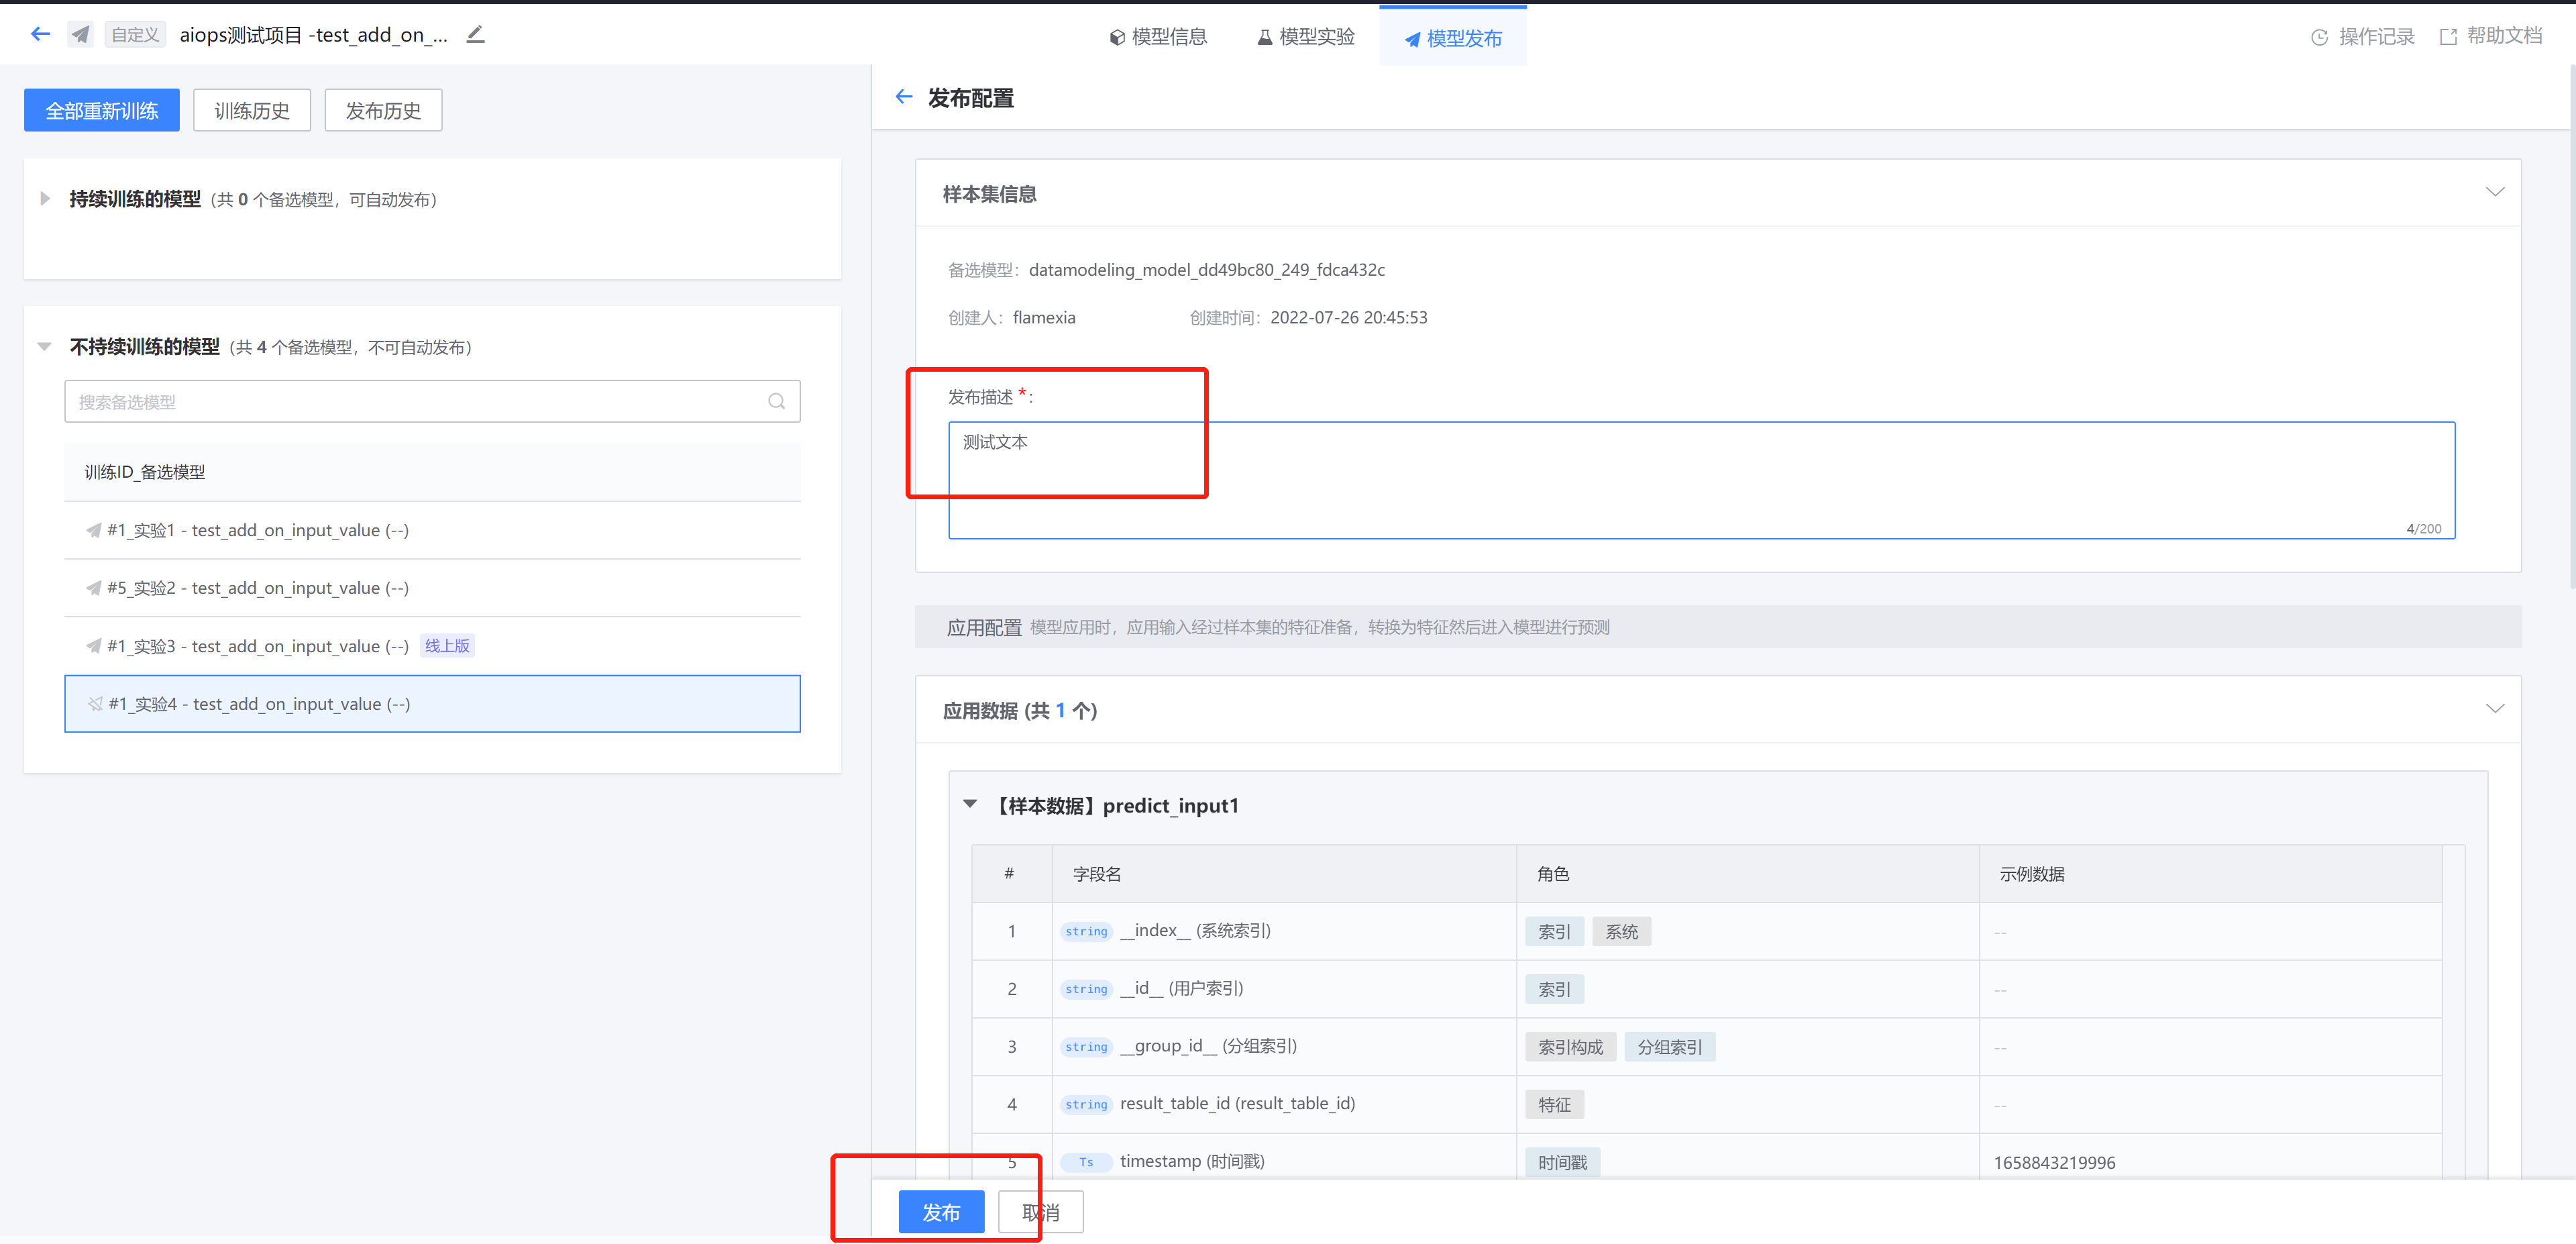 自定义 aiops测试项目 -test_add_on_...
模型信息 模型实验 模型发布
操作记录 帮助文档
全部重新训练 训练历史 发布历史
持续训练的模型 (共 0 个备选模型，可自动发布)
不持续训练的模型 (共 4 个备选模型，不可自动发布)
搜索备选模型
训练ID_备选模型
#1_实验1 - test_add_on_input_value (--)
#5_实验2 - test_add_on_input_value (--)
#1_实验3 - test_add_on_input_value (--) 线上版
#1_实验4 - test_add_on_input_value (--)
发布配置
样本集信息
备选模型： datamodeling_model_dd49bc80_249_fdca432c
创建人： flamexia 创建时间： 2022-07-26 20:45:53
发布描述 * :
测试文本
4/200
应用配置 模型应用时，应用输入经过样本集的特征准备，转换为特征然后进入模型进行预测
应用数据 (共 1 个)
【样本数据】predict_input1
# 字段名 角色 示例数据
1 string __index__ (系统索引) 索引 系统 --
2 string __id__ (用户索引) 索引 --
3 string __group_id__ (分组索引) 索引构成 分组索引 --
4 string result_table_id (result_table_id) 特征 --
5 Ts timestamp (时间戳) 时间戳 1658843219996
发布 取消